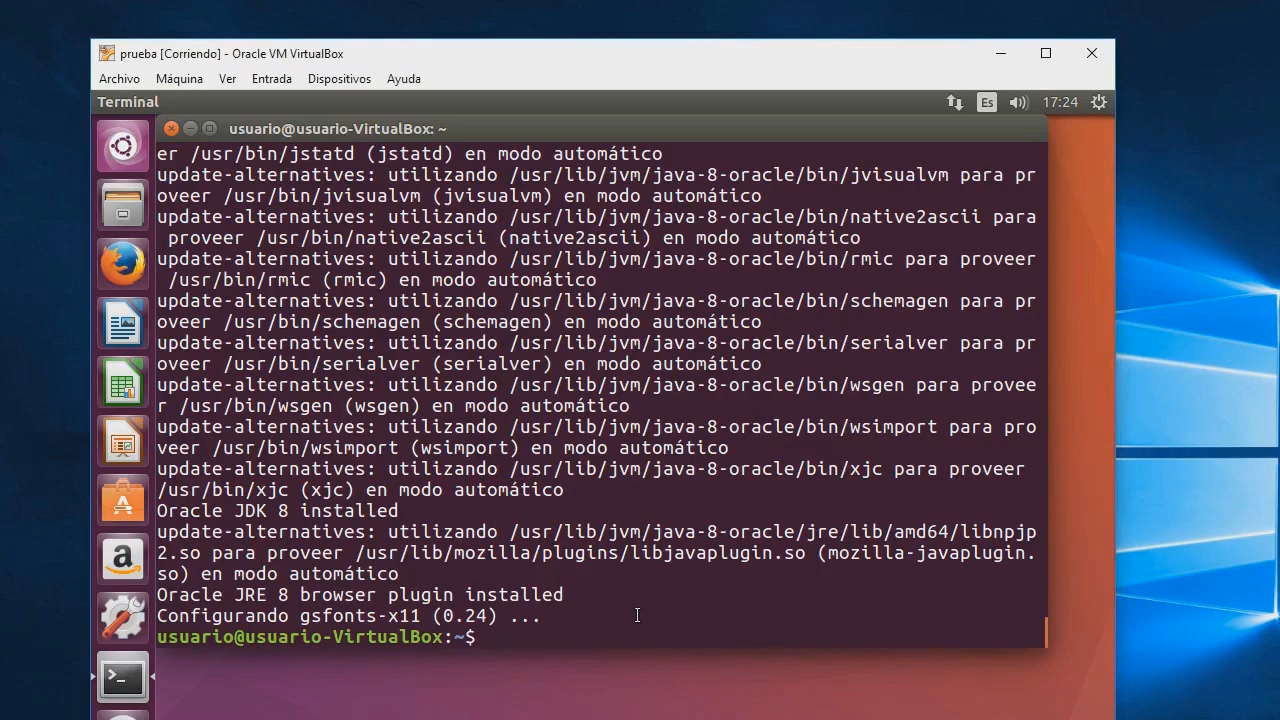 prueba [Corriendo] - Oracle VM VirtualBox
Archivo Máquina Ver Entrada Dispositivos Ayuda
Terminal Es 17:24
usuario@usuario-VirtualBox: ~
er /usr/bin/jstatd (jstatd) en modo automático
update-alternatives: utilizando /usr/lib/jvm/java-8-oracle/bin/jvisualvm para pr
oveer /usr/bin/jvisualvm (jvisualvm) en modo automático
update-alternatives: utilizando /usr/lib/jvm/java-8-oracle/bin/native2ascii para
 proveer /usr/bin/native2ascii (native2ascii) en modo automático
update-alternatives: utilizando /usr/lib/jvm/java-8-oracle/bin/rmic para proveer
 /usr/bin/rmic (rmic) en modo automático
update-alternatives: utilizando /usr/lib/jvm/java-8-oracle/bin/schemagen para pr
oveer /usr/bin/schemagen (schemagen) en modo automático
update-alternatives: utilizando /usr/lib/jvm/java-8-oracle/bin/serialver para pr
oveer /usr/bin/serialver (serialver) en modo automático
update-alternatives: utilizando /usr/lib/jvm/java-8-oracle/bin/wsgen para provee
r /usr/bin/wsgen (wsgen) en modo automático
update-alternatives: utilizando /usr/lib/jvm/java-8-oracle/bin/wsimport para pro
veer /usr/bin/wsimport (wsimport) en modo automático
update-alternatives: utilizando /usr/lib/jvm/java-8-oracle/bin/xjc para proveer
/usr/bin/xjc (xjc) en modo automático
Oracle JDK 8 installed
update-alternatives: utilizando /usr/lib/jvm/java-8-oracle/jre/lib/amd64/libnpjp
2.so para proveer /usr/lib/mozilla/plugins/libjavaplugin.so (mozilla-javaplugin.
so) en modo automático
Oracle JRE 8 browser plugin installed
Configurando gsfonts-x11 (0.24) ...
usuario@usuario-VirtualBox:~$